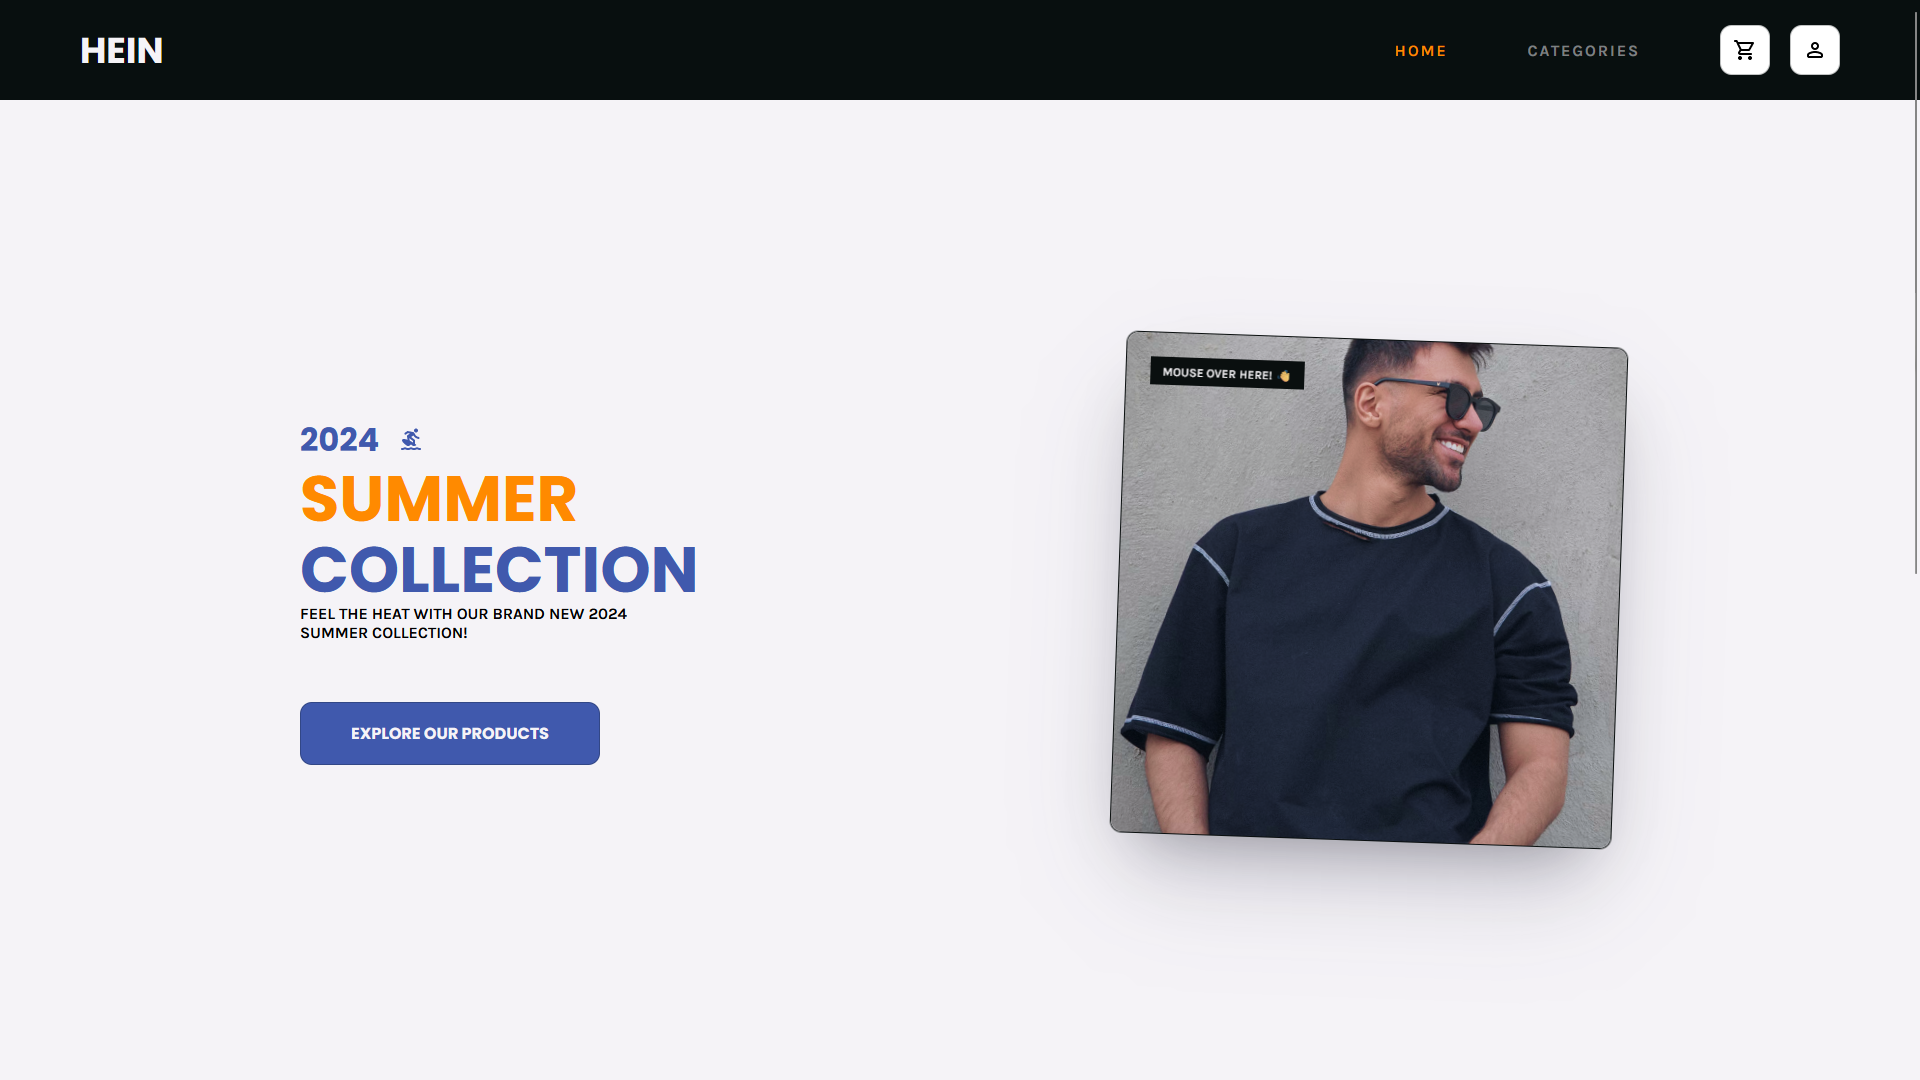 HEIN
HOME
CATEGORIES
MOUSE OVER HERE! 👏
2024
SUMMER
COLLECTION
FEEL THE HEAT WITH OUR BRAND NEW 2024
SUMMER COLLECTION!
EXPLORE OUR PRODUCTS